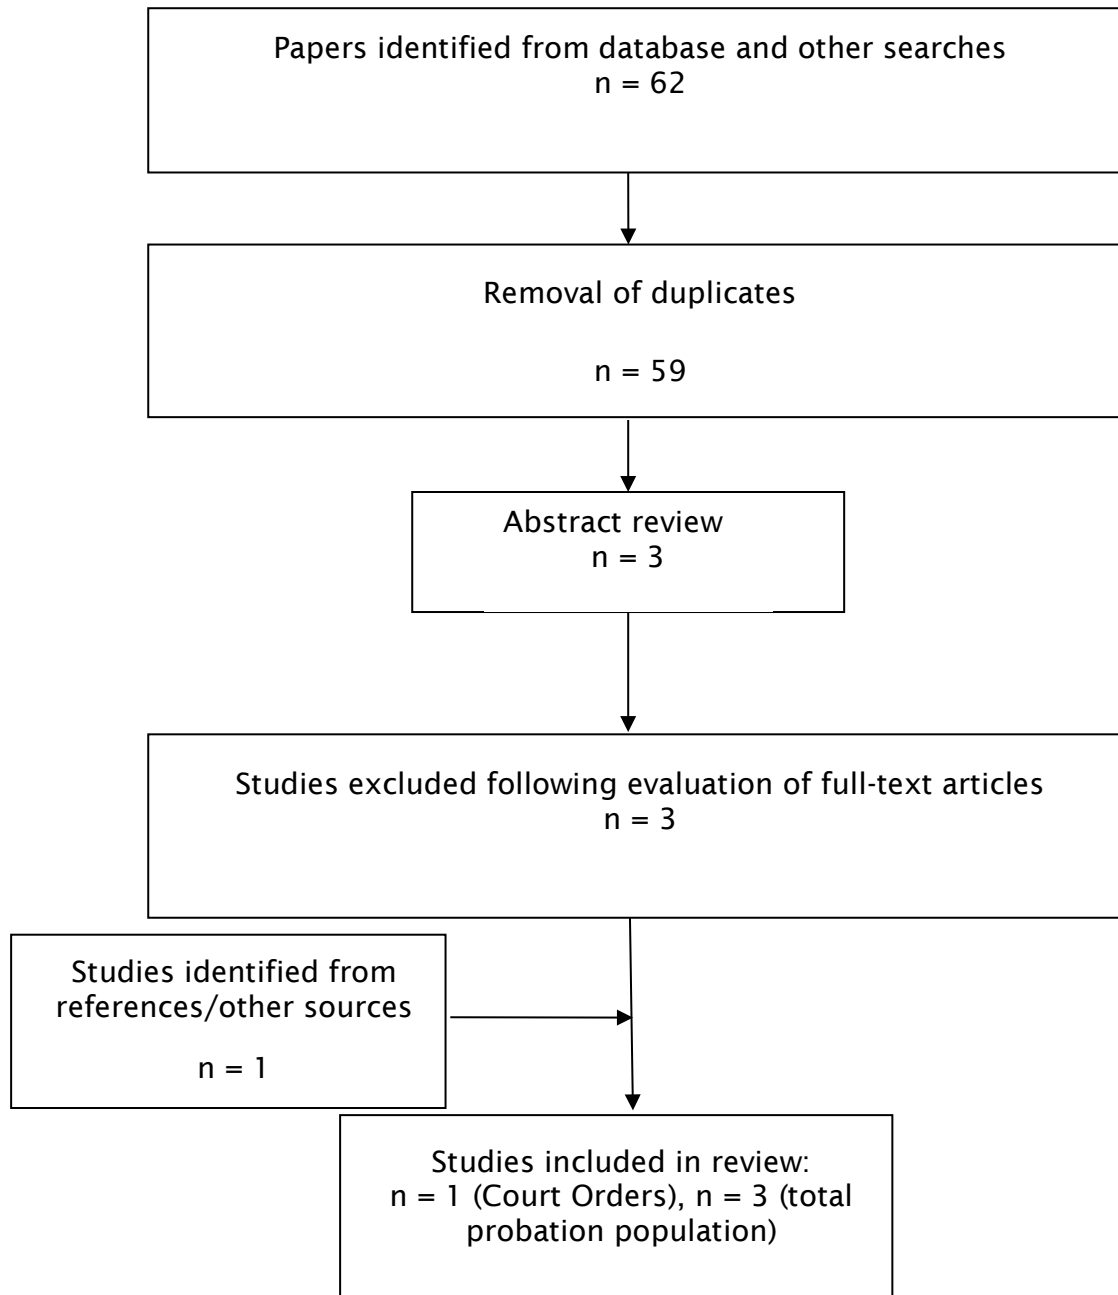 Papers identified from database and other searches
n = 62
Removal of duplicates
n = 59
Abstract review
n = 3
Studies excluded following evaluation of full-text articles
n = 3
Studies identified from
references/other sources
n = 1
Studies included in review:
n = 1 (Court Orders), n = 3 (total
probation population)